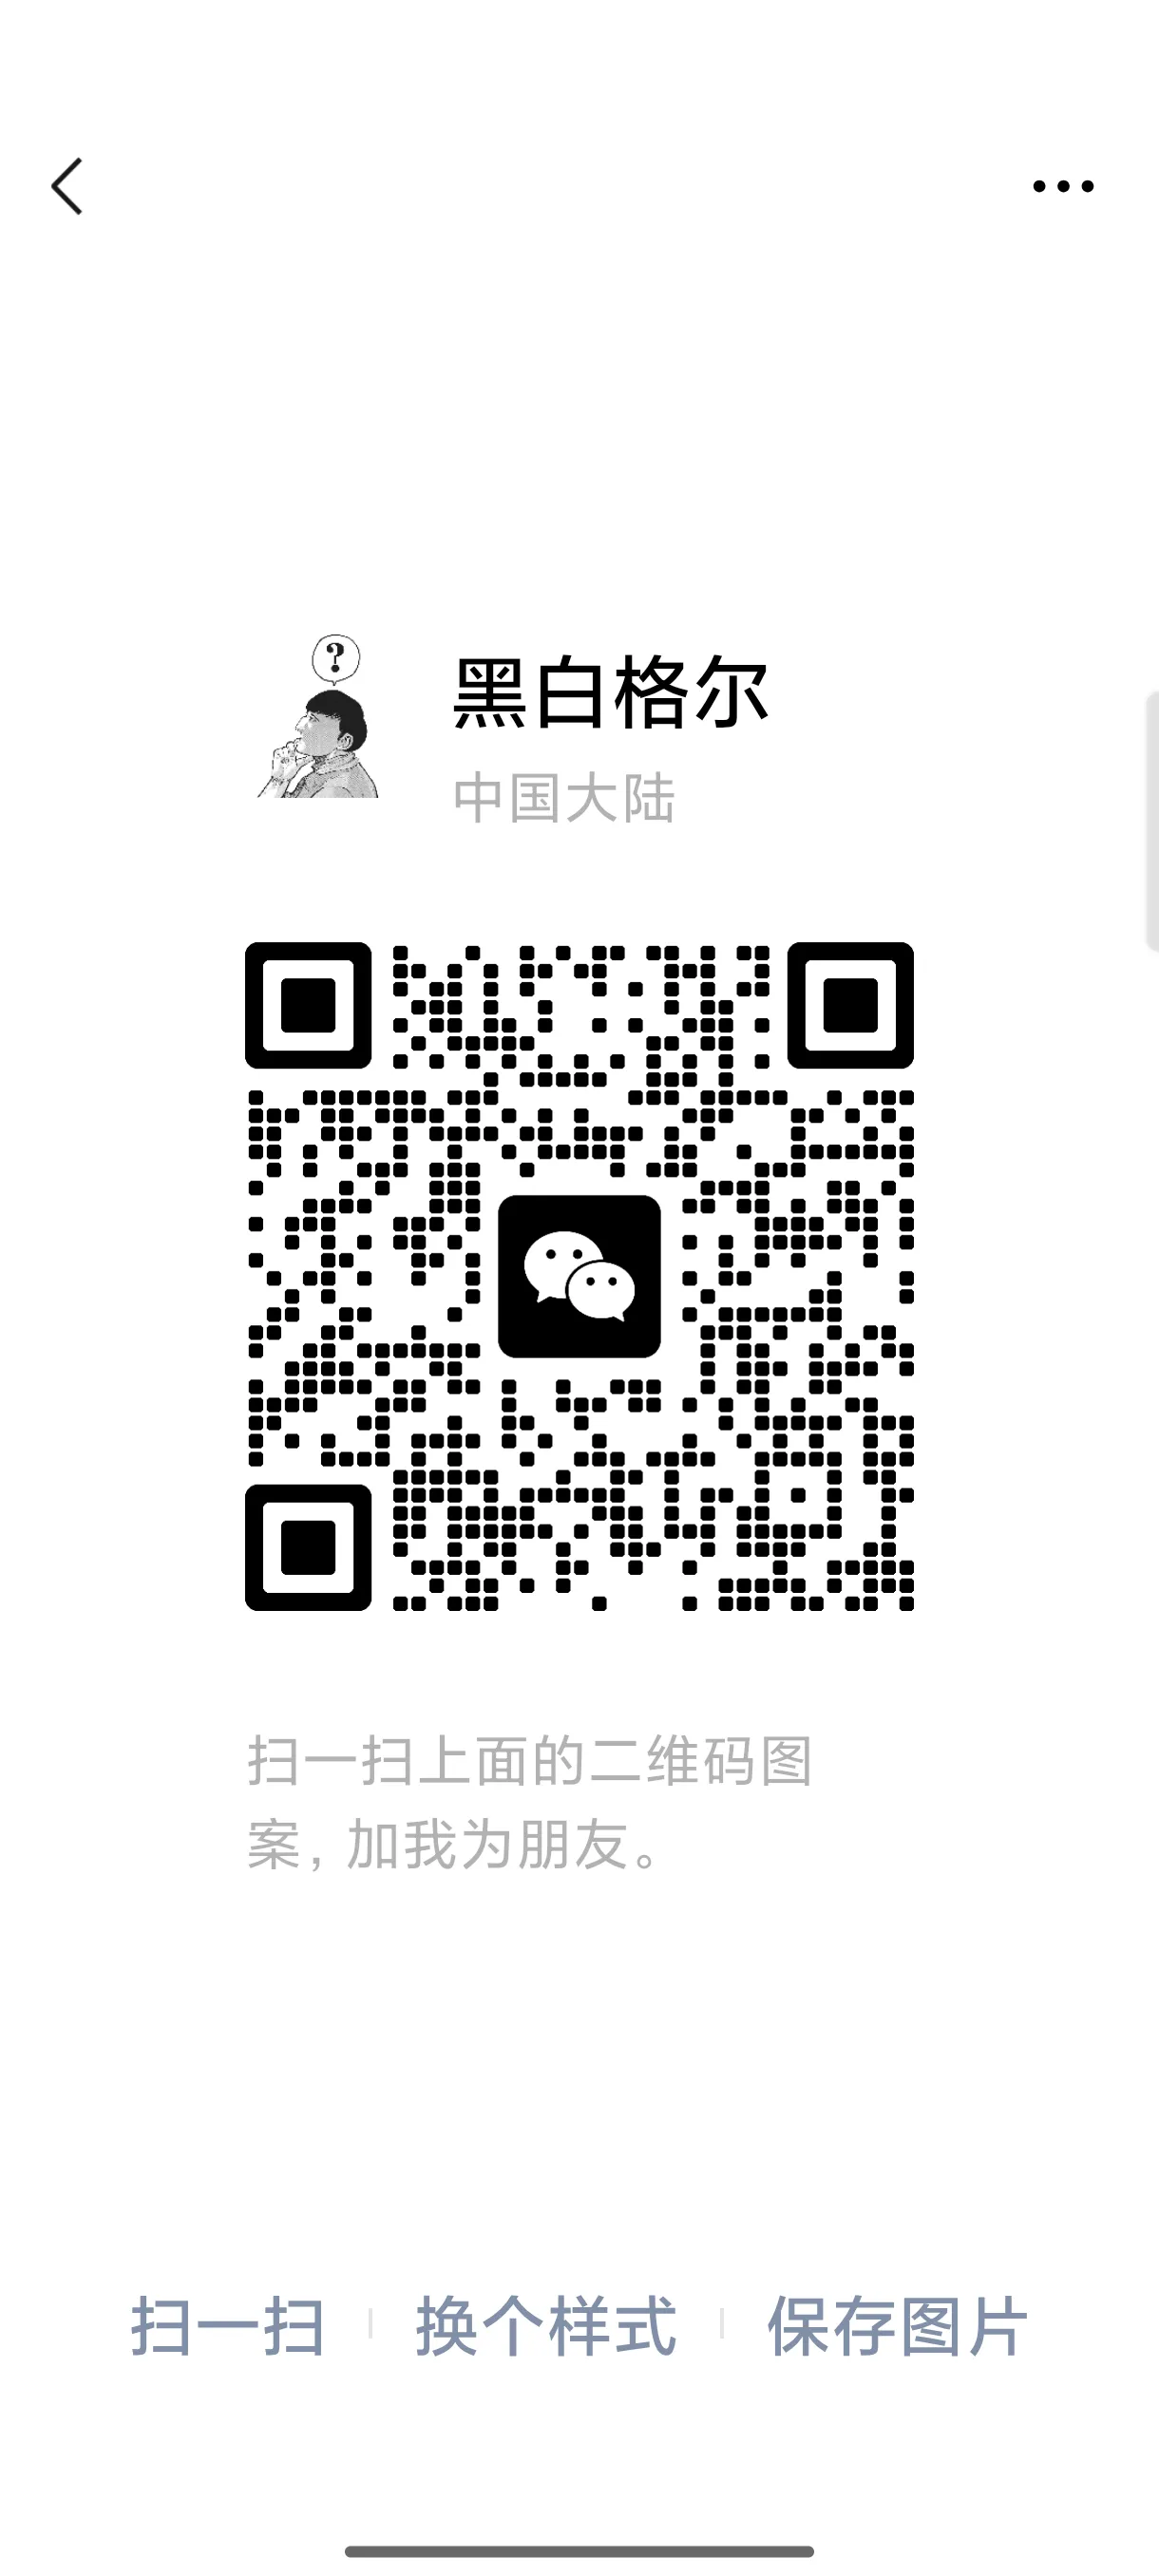 ?
黑白格尔
中国大陆
扫一扫上面的二维码图
案，加我为朋友。
扫一扫
换个样式
保存图片